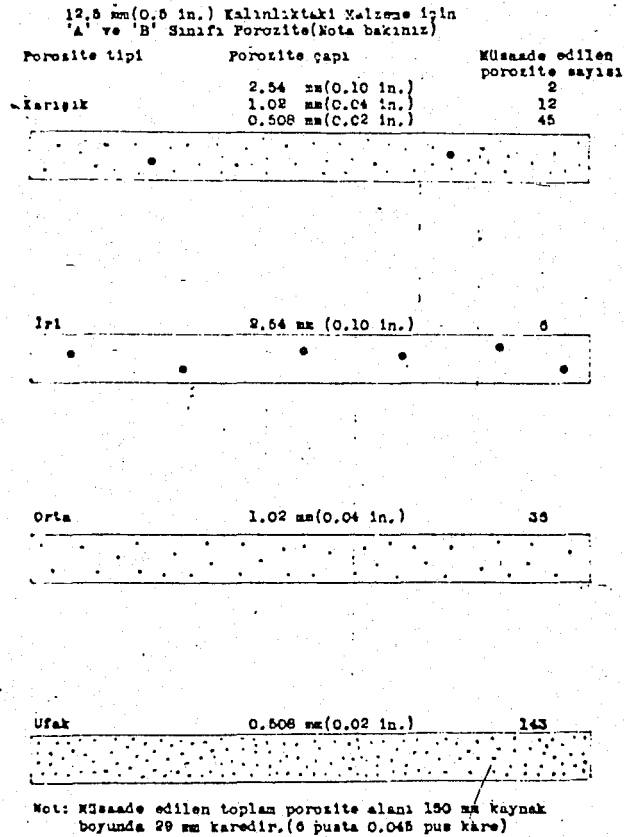 12.5 mm(0.5 in.) Kalınlıktaki Malzeme için
'A' ve 'B' Sınıfı Porozite(Nota bakınız)
Porosite tipi Porozite çapı Müsaade edilen
porozite sayısı
2.54 mm(0.10 in.) 2
Karışık 1.02 mm(0.04 in.) 12
0.508 mm(0.02 in.) 45
İri 2.54 mm (0.10 in.) 6
Orta 1.02 mm(0.04 in.) 36
Ufak 0.508 mm(0.02 in.) 143
Not: Müsaade edilen toplam porozite alanı 150 mm kaynak
boyunda 29 mm karedir.(6 pusta 0.045 pus kare)